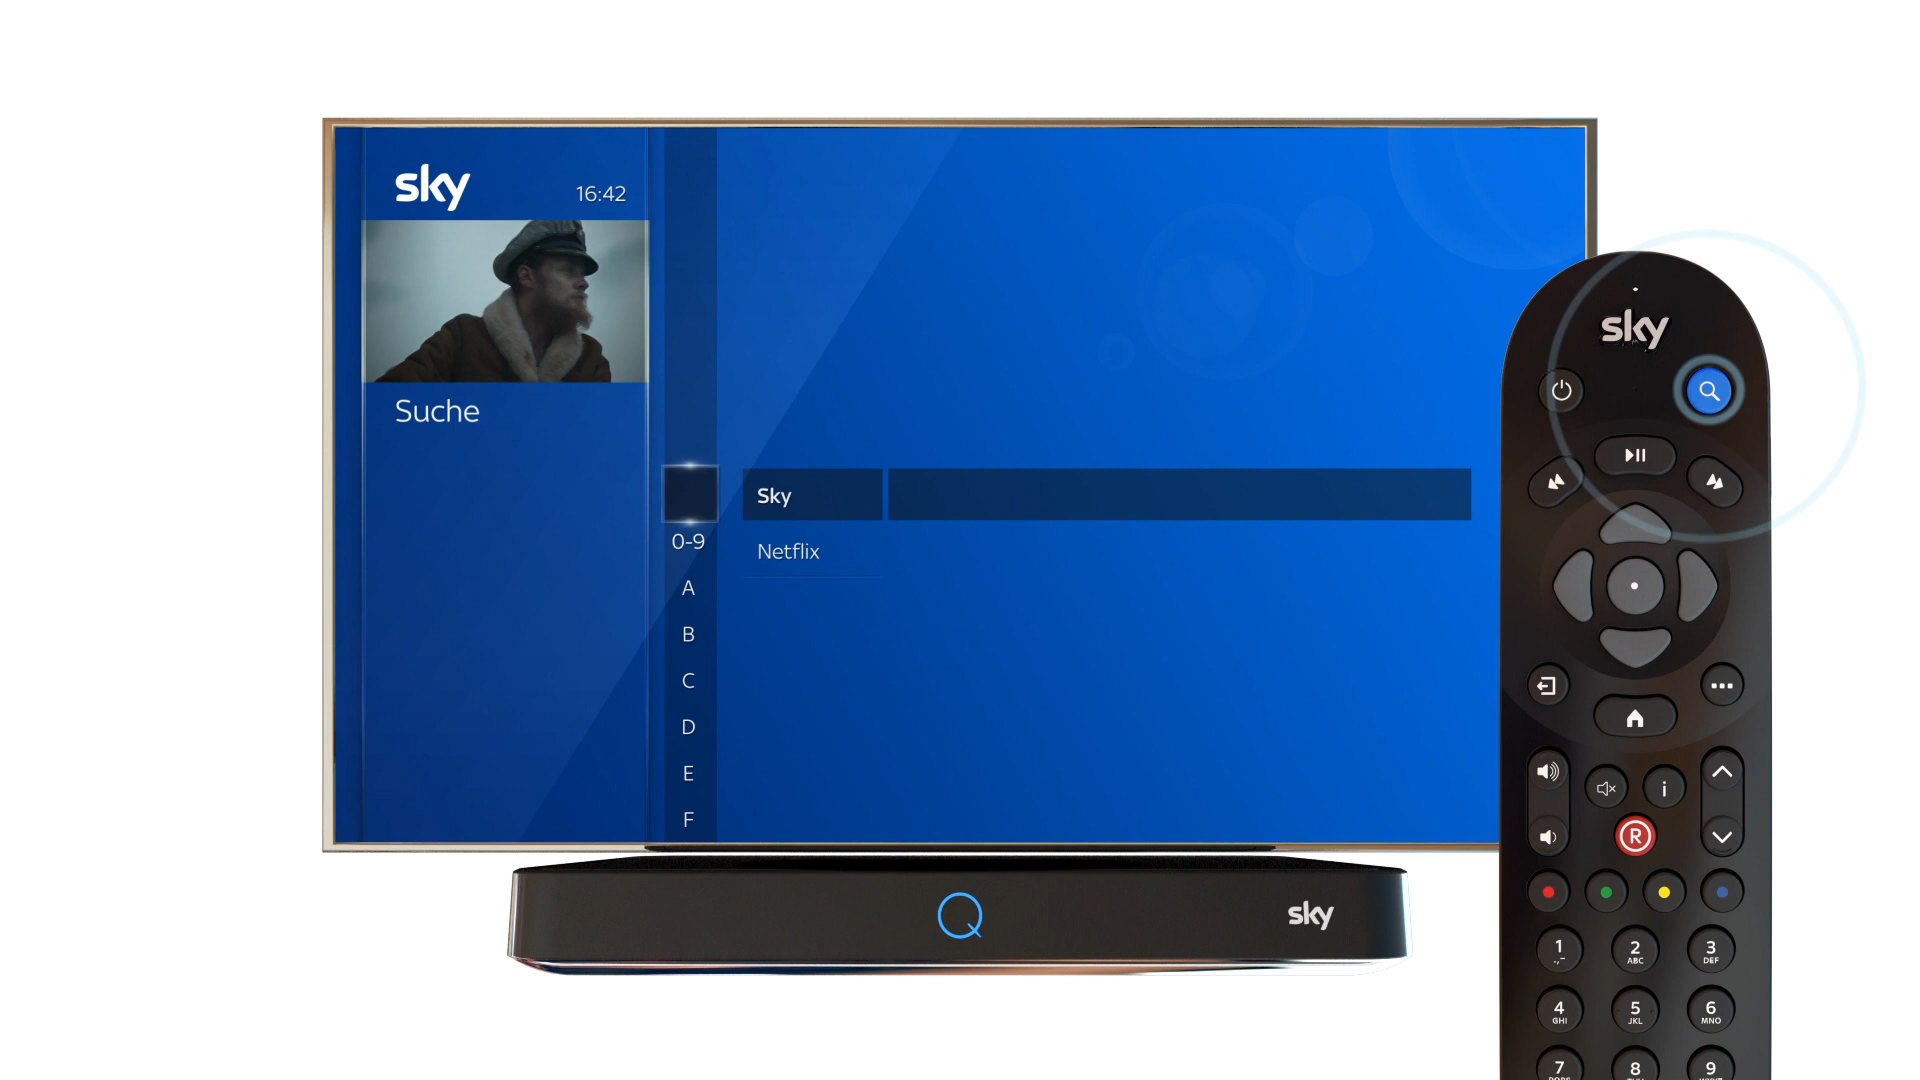 sky
16:42
Suche
Sky
0-9
Netflix
A
B
C
D
E
F
Q
sky
sky
i
R
1
.,-
2
ABC
3
DEF
4
GHI
5
JKL
6
MNO
7
8
9